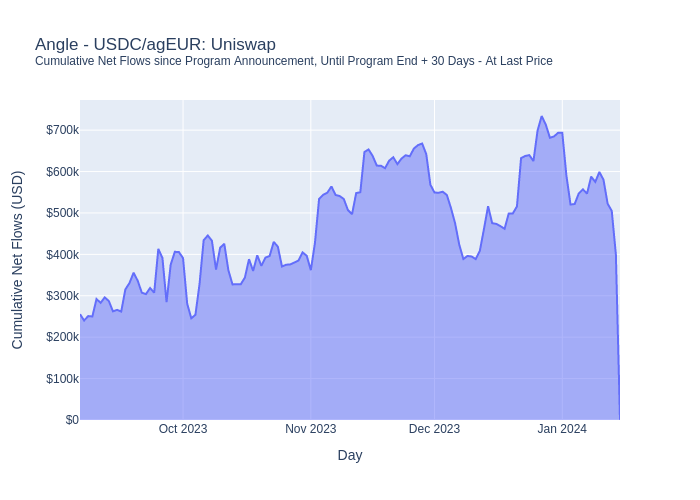 Angle - USDC/agEUR: Uniswap
Cumulative Net Flows since Program Announcement, Until Program End + 30 Days - At Last Price
Cumulative Net Flows (USD)
$700k
$600k
$500k
$400k
$300k
$200k
$100k
$0
Oct 2023
Nov 2023
Dec 2023
Jan 2024
Day